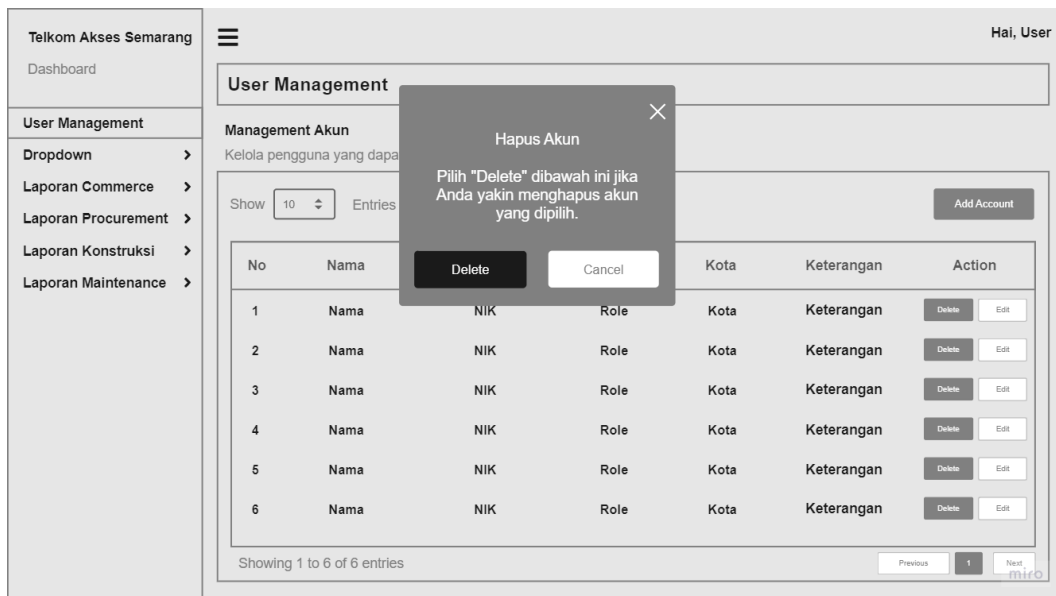 Telkom Akses Semarang
Hai, User
Dashboard
User Management
Dropdown
Laporan Commerce
Laporan Procurement
Laporan Konstruksi
Laporan Maintenance
User Management
Management Akun
Kelola pengguna yang dapa
Show 10 Entries
Add Account
No Nama Kota Keterangan Action
1 Nama NIK Role Kota Keterangan Delete Edit
2 Nama NIK Role Kota Keterangan Delete Edit
3 Nama NIK Role Kota Keterangan Delete Edit
4 Nama NIK Role Kota Keterangan Delete Edit
5 Nama NIK Role Kota Keterangan Delete Edit
6 Nama NIK Role Kota Keterangan Delete Edit
Showing 1 to 6 of 6 entries
Previous 1 Next
Hapus Akun
Pilih "Delete" dibawah ini jika
Anda yakin menghapus akun
yang dipilih.
Delete Cancel
miro